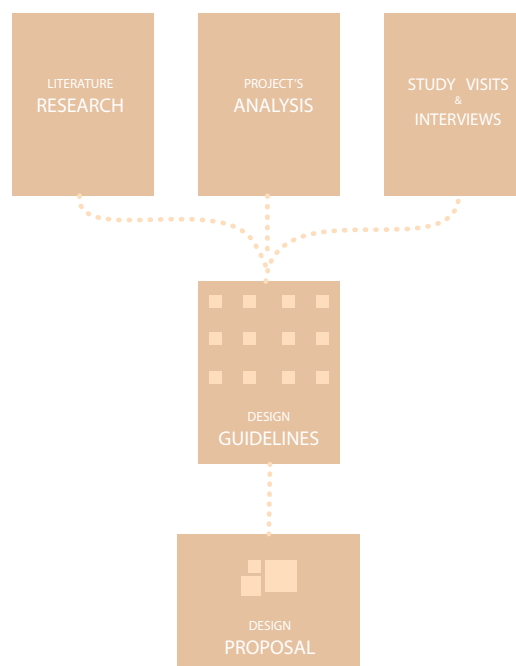 LITERATURE
RESEARCH
PROJECT'S
ANALYSIS
STUDY VISITS
&
INTERVIEWS
DESIGN
GUIDELINES
DESIGN
PROPOSAL